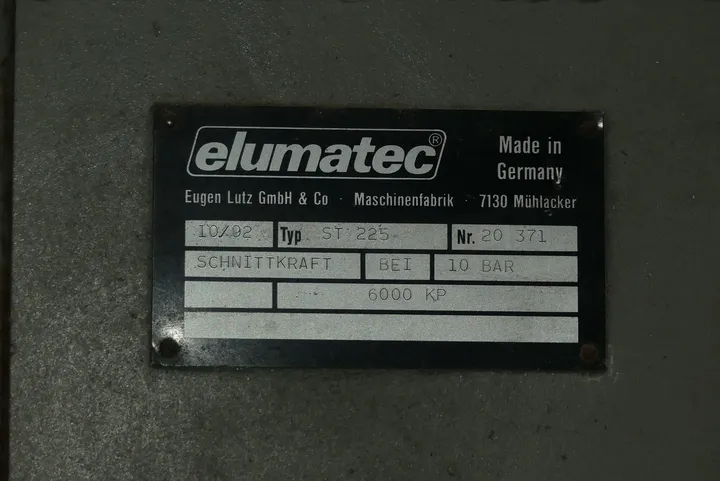 elumatec®
Made in
Germany
Eugen Lutz GmbH & Co · Maschinenfabrik · 7130 Mühlacker
10/92 Typ ST 225 Nr. 20 371
SCHNITTKRAFT BEI 10 BAR
6000 KP